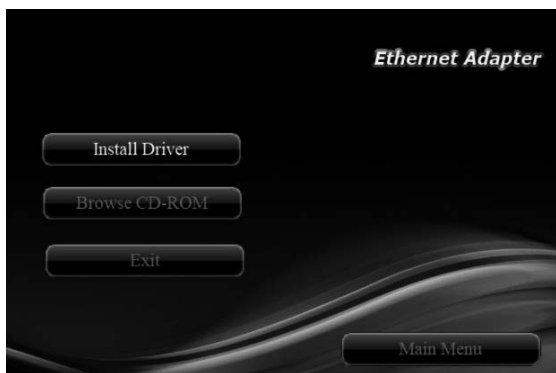 Ethernet Adapter
Install Driver
Browse CD-ROM
Exit
Main Menu